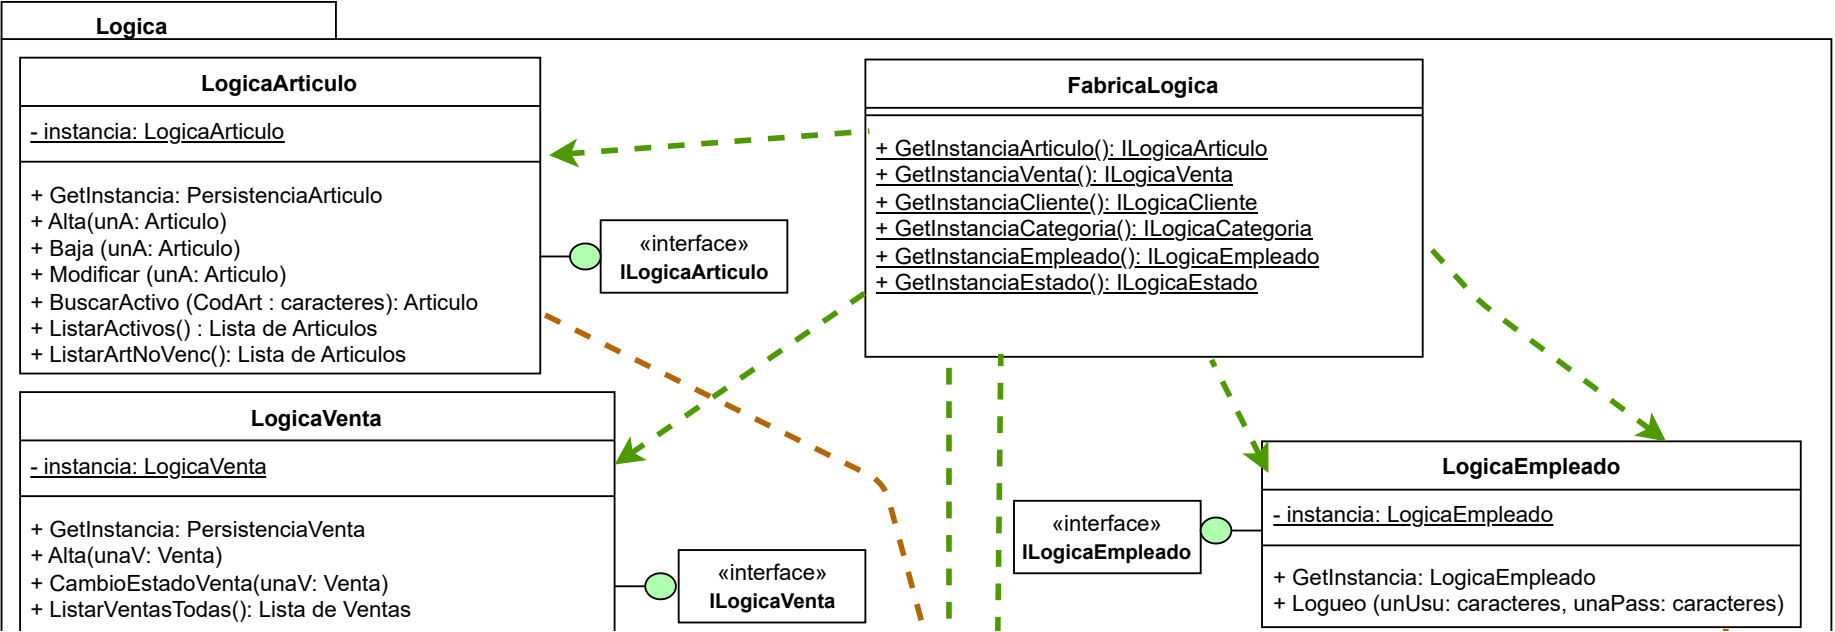 Logica
LogicaArticulo
- instancia: LogicaArticulo
+ GetInstancia: PersistenciaArticulo
+ Alta(unA: Articulo)
+ Baja (unA: Articulo)
+ Modificar (unA: Articulo)
+ BuscarActivo (CodArt : caracteres): Articulo
+ ListarActivos() : Lista de Articulos
+ ListarArtNoVenc(): Lista de Articulos
«interface»
ILogicaArticulo
FabricaLogica
+ GetInstanciaArticulo(): ILogicaArticulo
+ GetInstanciaVenta(): ILogicaVenta
+ GetInstanciaCliente(): ILogicaCliente
+ GetInstanciaCategoria(): ILogicaCategoria
+ GetInstanciaEmpleado(): ILogicaEmpleado
+ GetInstanciaEstado(): ILogicaEstado
LogicaVenta
- instancia: LogicaVenta
+ GetInstancia: PersistenciaVenta
+ Alta(unaV: Venta)
+ CambioEstadoVenta(unaV: Venta)
+ ListarVentasTodas(): Lista de Ventas
«interface»
ILogicaVenta
«interface»
ILogicaEmpleado
LogicaEmpleado
- instancia: LogicaEmpleado
+ GetInstancia: LogicaEmpleado
+ Logueo (unUsu: caracteres, unaPass: caracteres)